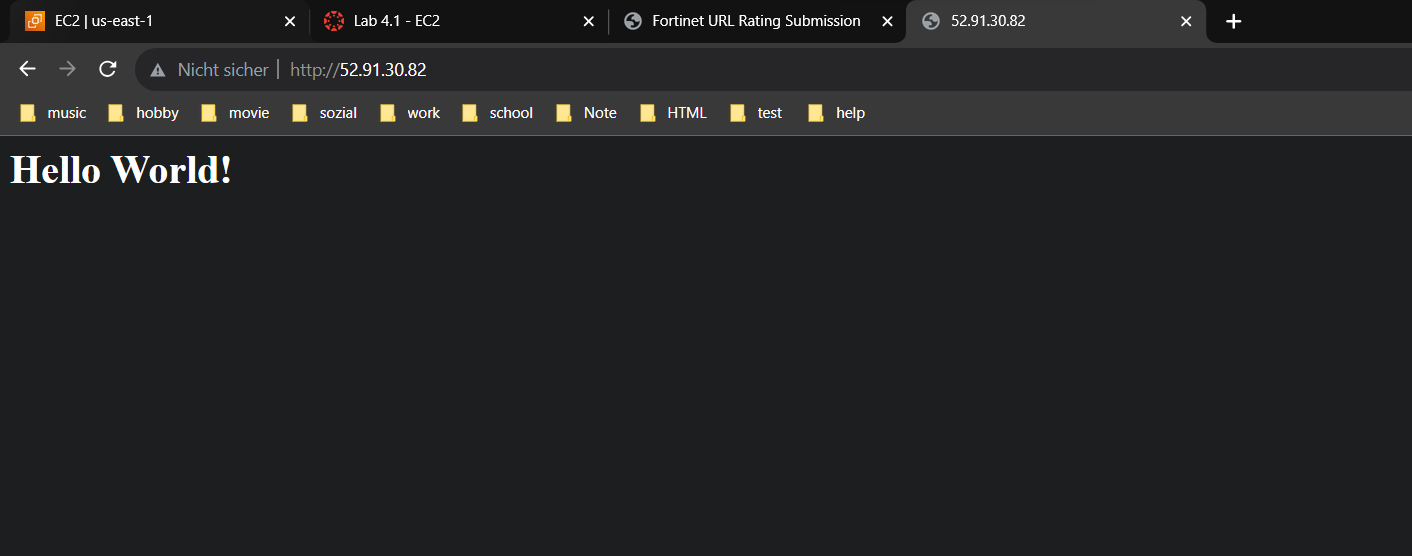 EC2 | us-east-1 Lab 4.1 - EC2 Fortinet URL Rating Submission 52.91.30.82
Nicht sicher http://52.91.30.82
music hobby movie sozial work school Note HTML test help
Hello World!